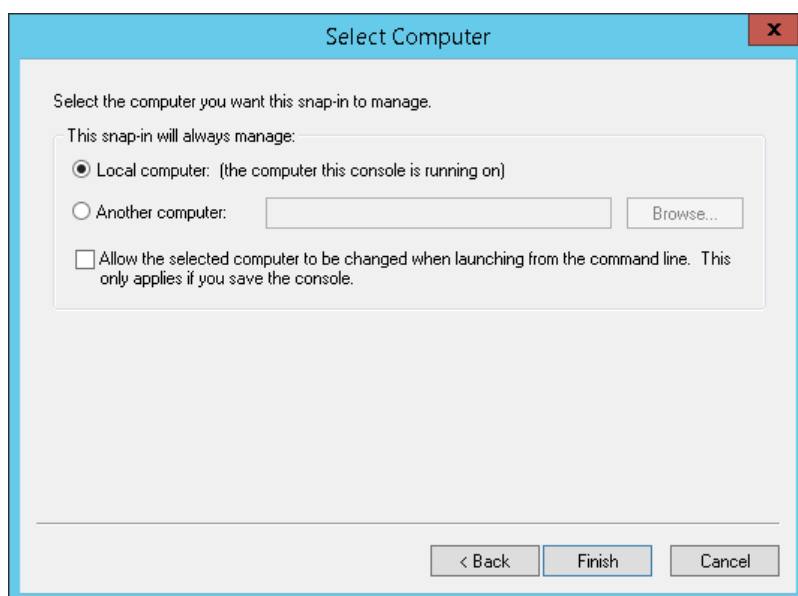 Select Computer
x
Select the computer you want this snap-in to manage.
This snap-in will always manage:
Local computer: (the computer this console is running on)
Another computer:
Browse...
Allow the selected computer to be changed when launching from the command line. This
only applies if you save the console.
< Back
Finish
Cancel